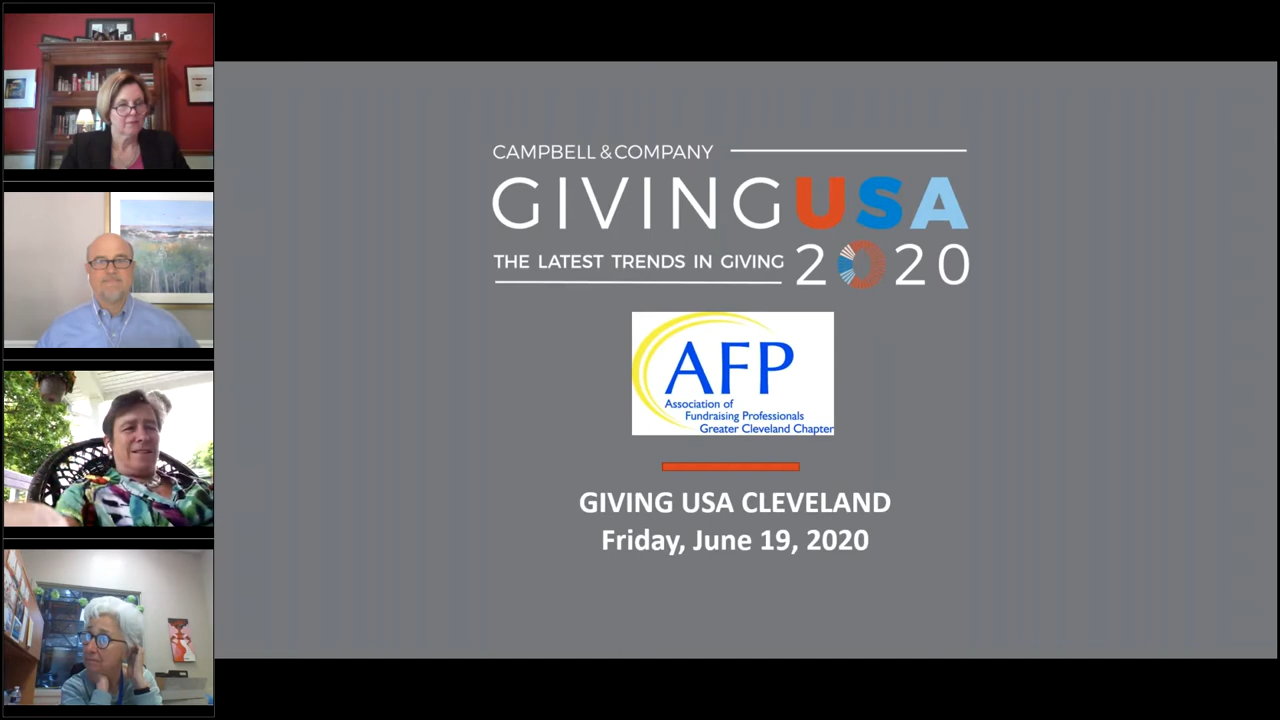 CAMPBELL & COMPANY
GIVING USA
THE LATEST TRENDS IN GIVING 2020
AFP
Association of
Fundraising Professionals
Greater Cleveland Chapter
GIVING USA CLEVELAND
Friday, June 19, 2020